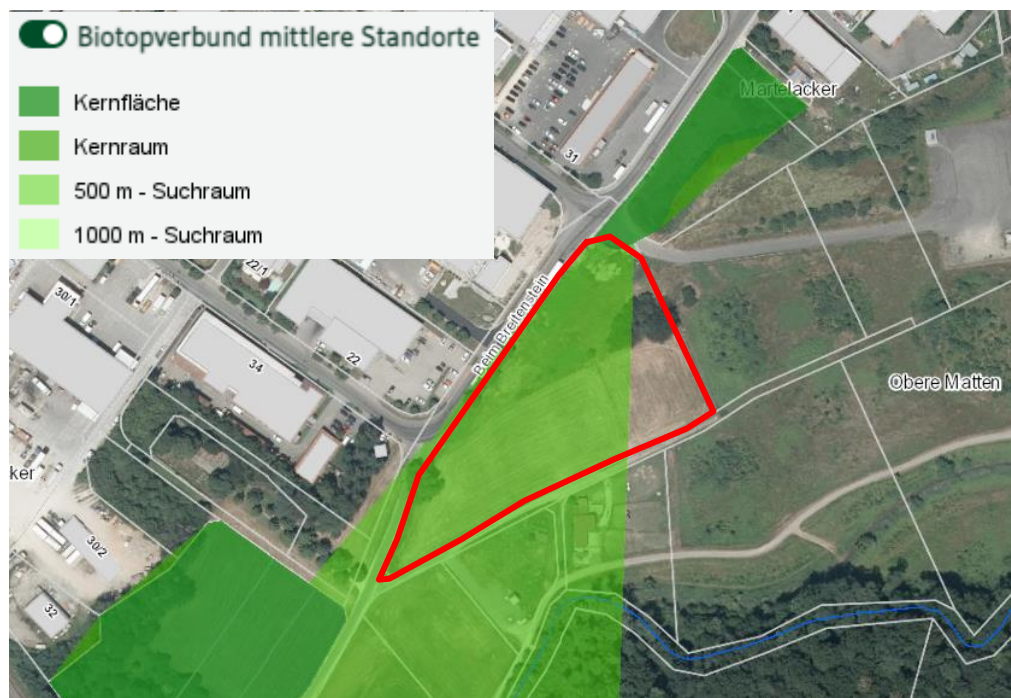 Biotopverbund mittlere Standorte
Kernfläche
Kernraum
500 m - Suchraum
1000 m - Suchraum
Martelacker
31
Beim Breitenstein
22/1
30/1
22
34
Obere Matten
ker
30/2
32